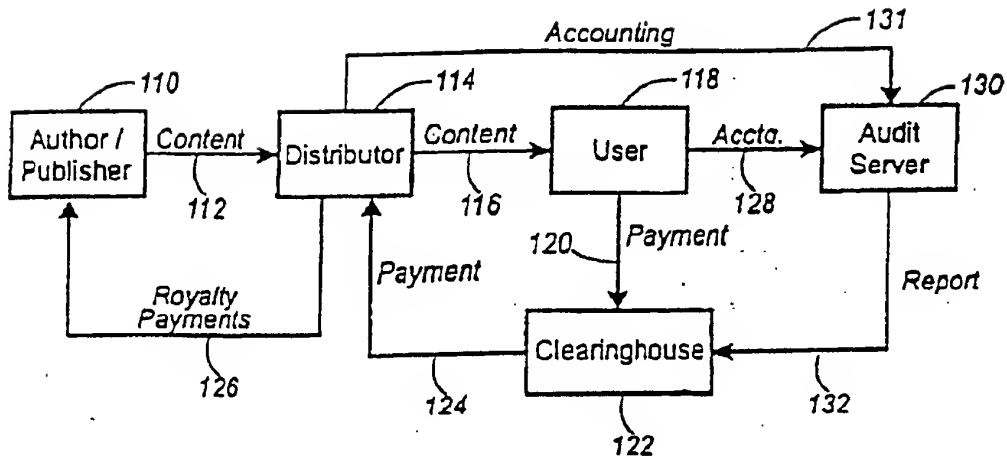 Accounting
131
110
114
118
130
Author /
Publisher
Content
112
Distributor
Content
116
User
Accta.
128
Audit
Server
120
Payment
Payment
Royalty
Payments
126
124
Clearinghouse
122
Report
132